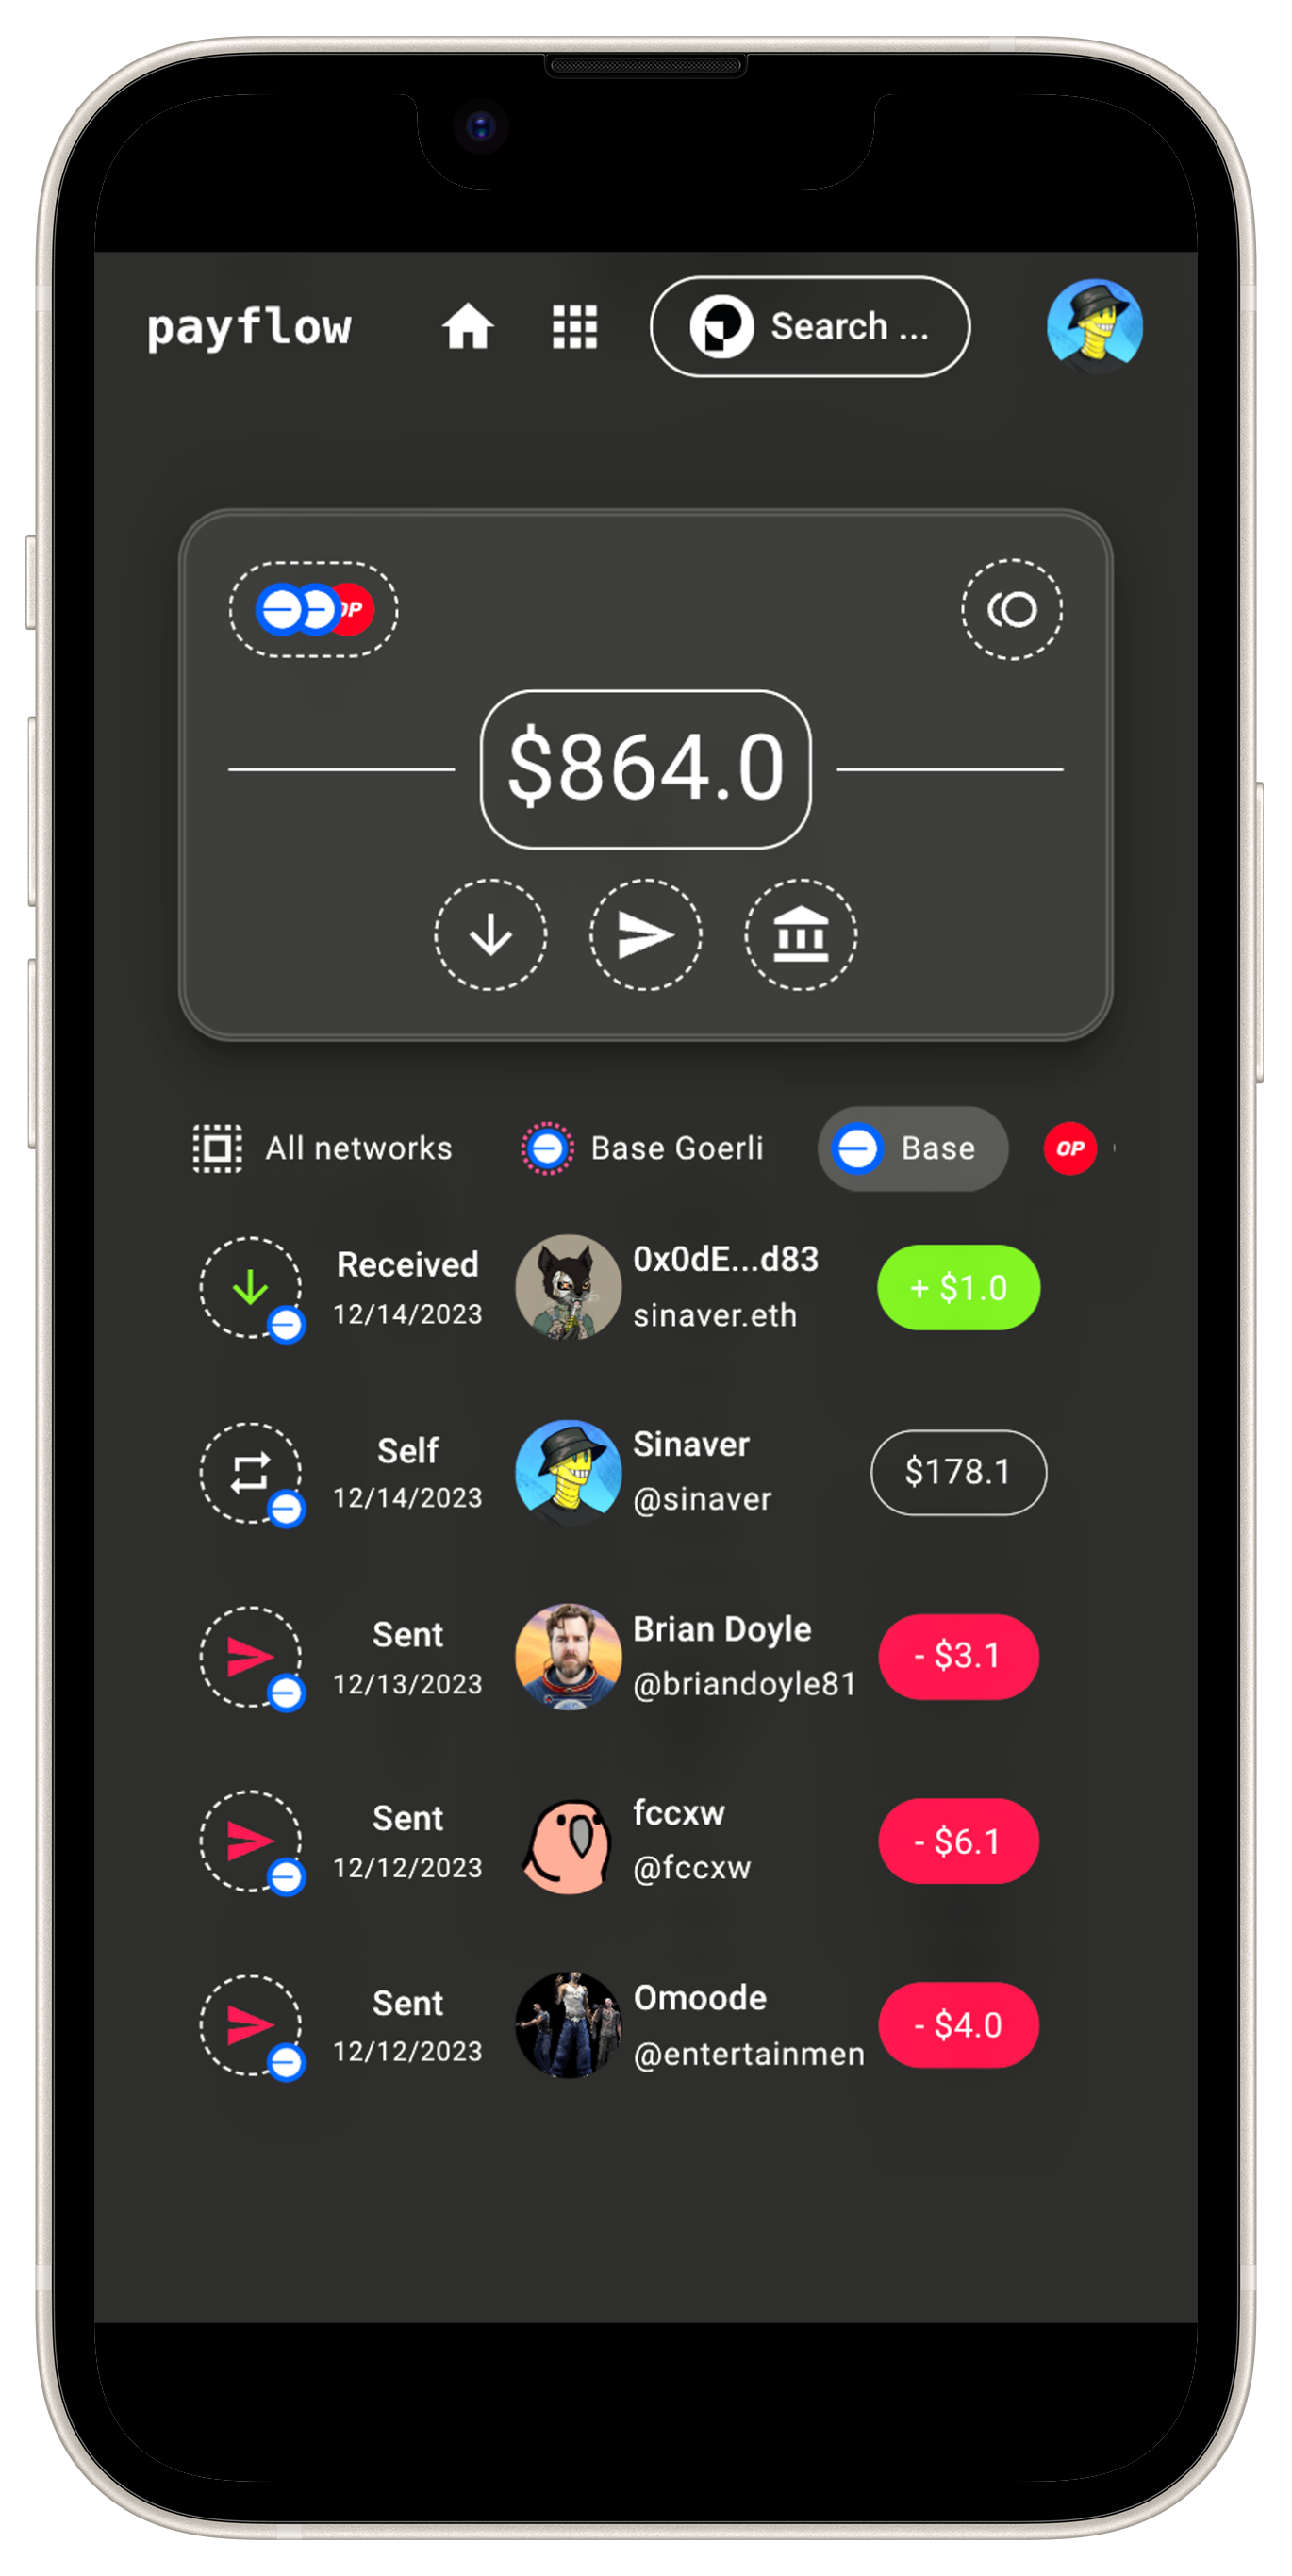 payflow
Search ...
OP
$864.0
All networks
Base Goerli
Base
OP
Received
12/14/2023
0x0dE...d83
sinaver.eth
+ $1.0
Self
12/14/2023
Sinaver
@sinaver
$178.1
Sent
12/13/2023
Brian Doyle
@briandoyle81
- $3.1
Sent
12/12/2023
fccxw
@fccxw
- $6.1
Sent
12/12/2023
Omoode
@entertainmen
- $4.0